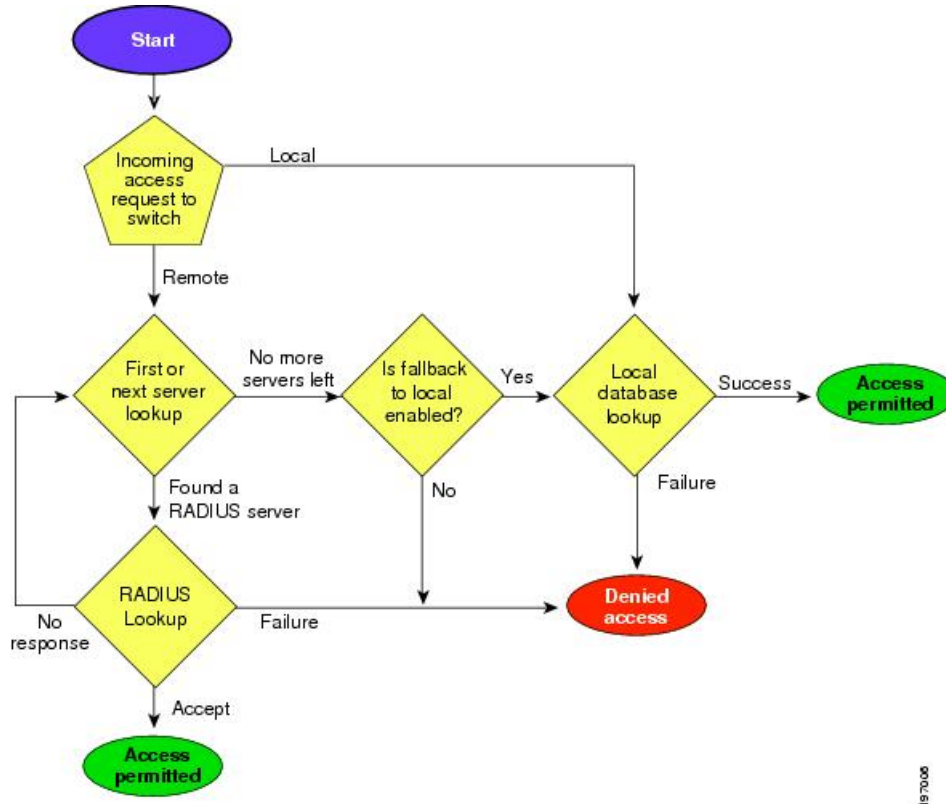 Start
Incoming
access
request to
switch
Local
Remote
First or
next server
lookup
No more
servers left
Is fallback
to local
enabled?
Yes
Local
database
lookup
Success
Access
permitted
Found a
RADIUS server
No
Failure
RADIUS
Lookup
No
response
Failure
Denied
access
Accept
Access
permitted
197086